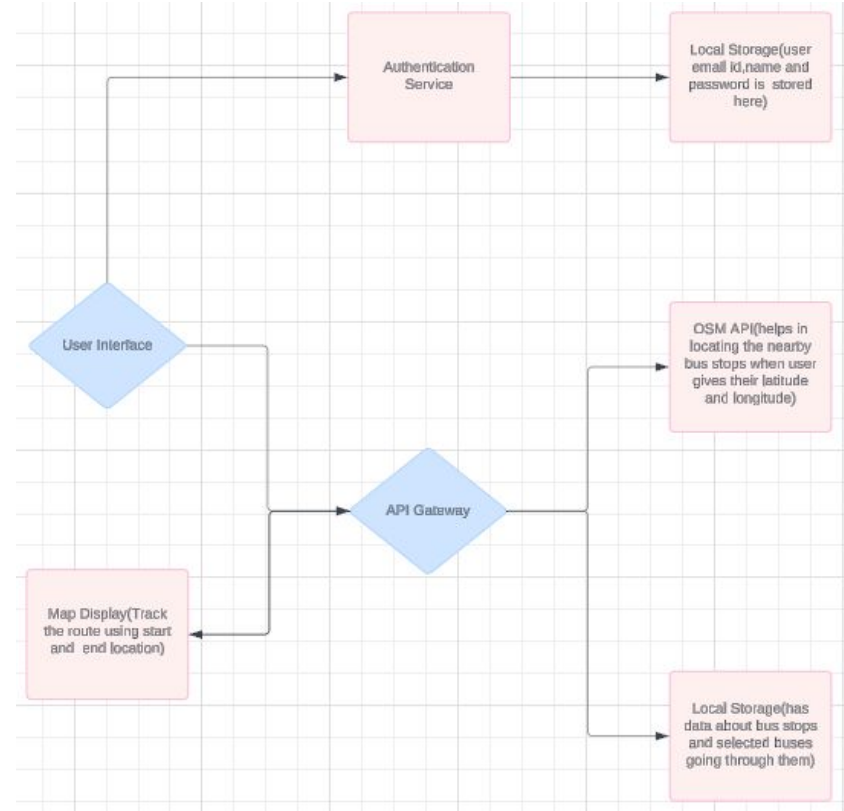 Authentication
Service
Local Storage(user
email id,name and
password is stored
here)
User Interface
OSM API(helps in
locating the nearby
bus stops when user
gives their latitude
and longitude)
API Gateway
Map Display(Track
the route using start
and end location)
Local Storage(has
data about bus stops
and selected buses
going through them)